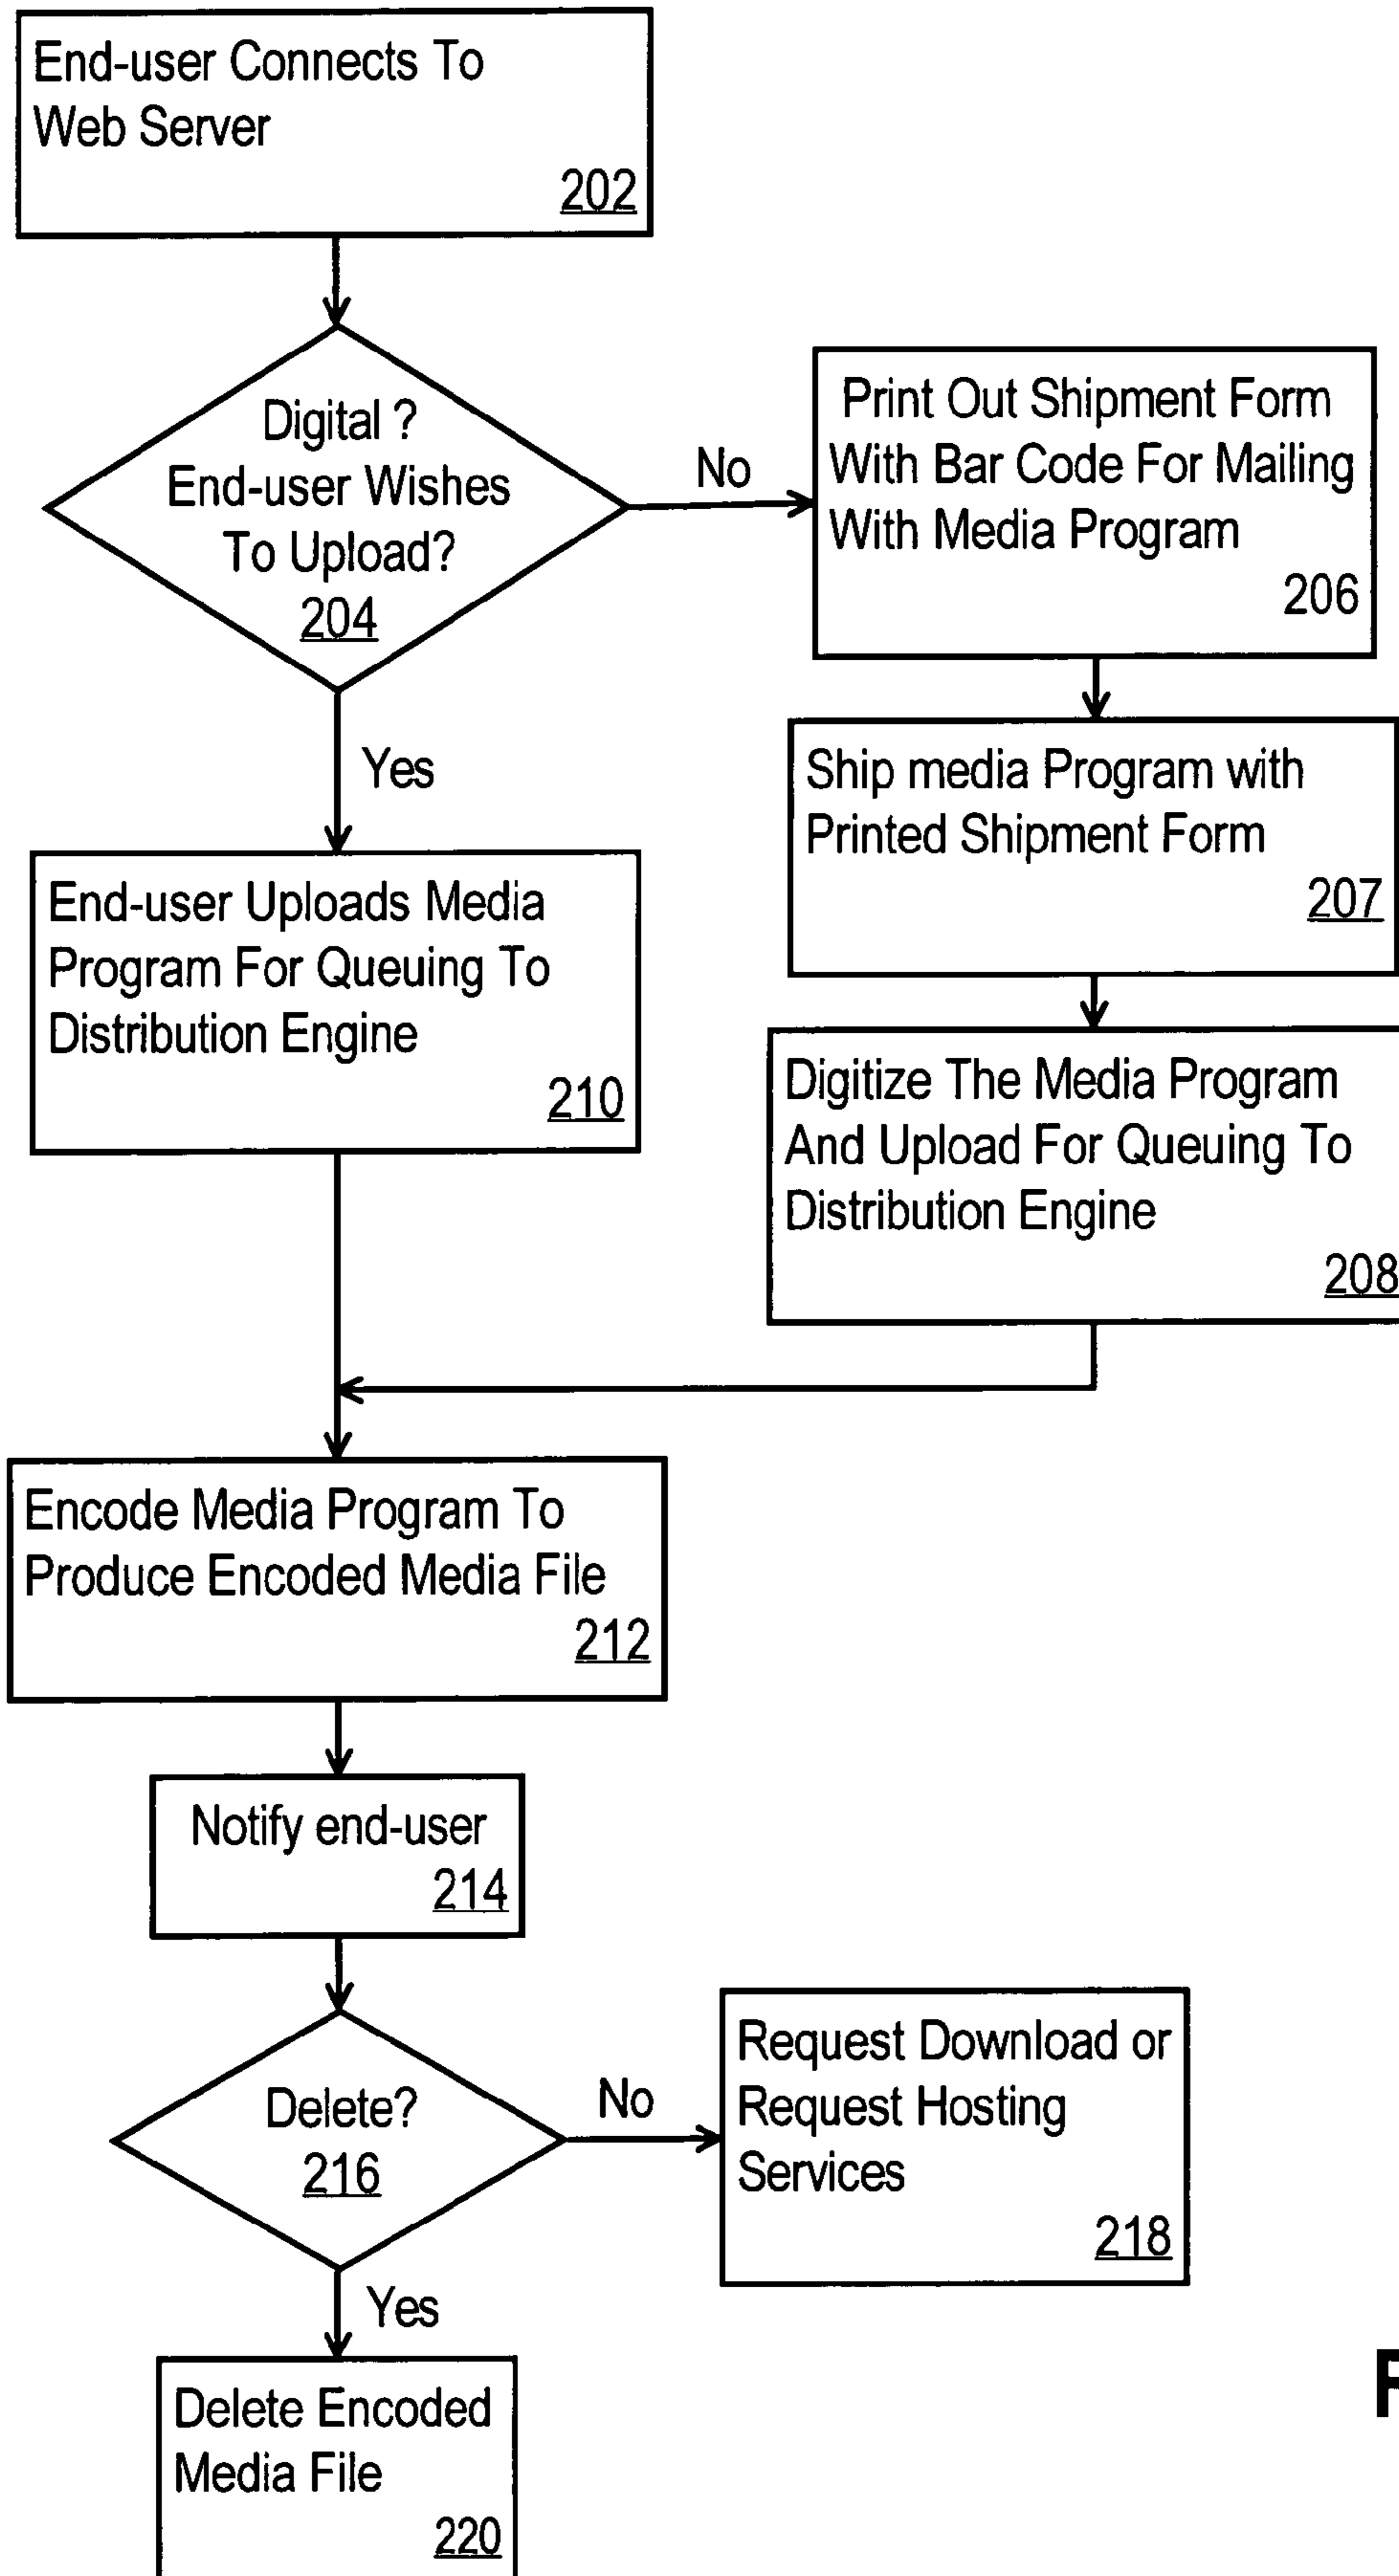 End-user Connects To
Web Server
202
Digital ?
End-user Wishes
To Upload?
204
No
Print Out Shipment Form
With Bar Code For Mailing
With Media Program
206
Yes
Ship media Program with
Printed Shipment Form
207
End-user Uploads Media
Program For Queuing To
Distribution Engine
210
Digitize The Media Program
And Upload For Queuing To
Distribution Engine
208
Encode Media Program To
Produce Encoded Media File
212
Notify end-user
214
Delete?
216
No
Request Download or
Request Hosting
Services
218
Yes
Delete Encoded
Media File
220